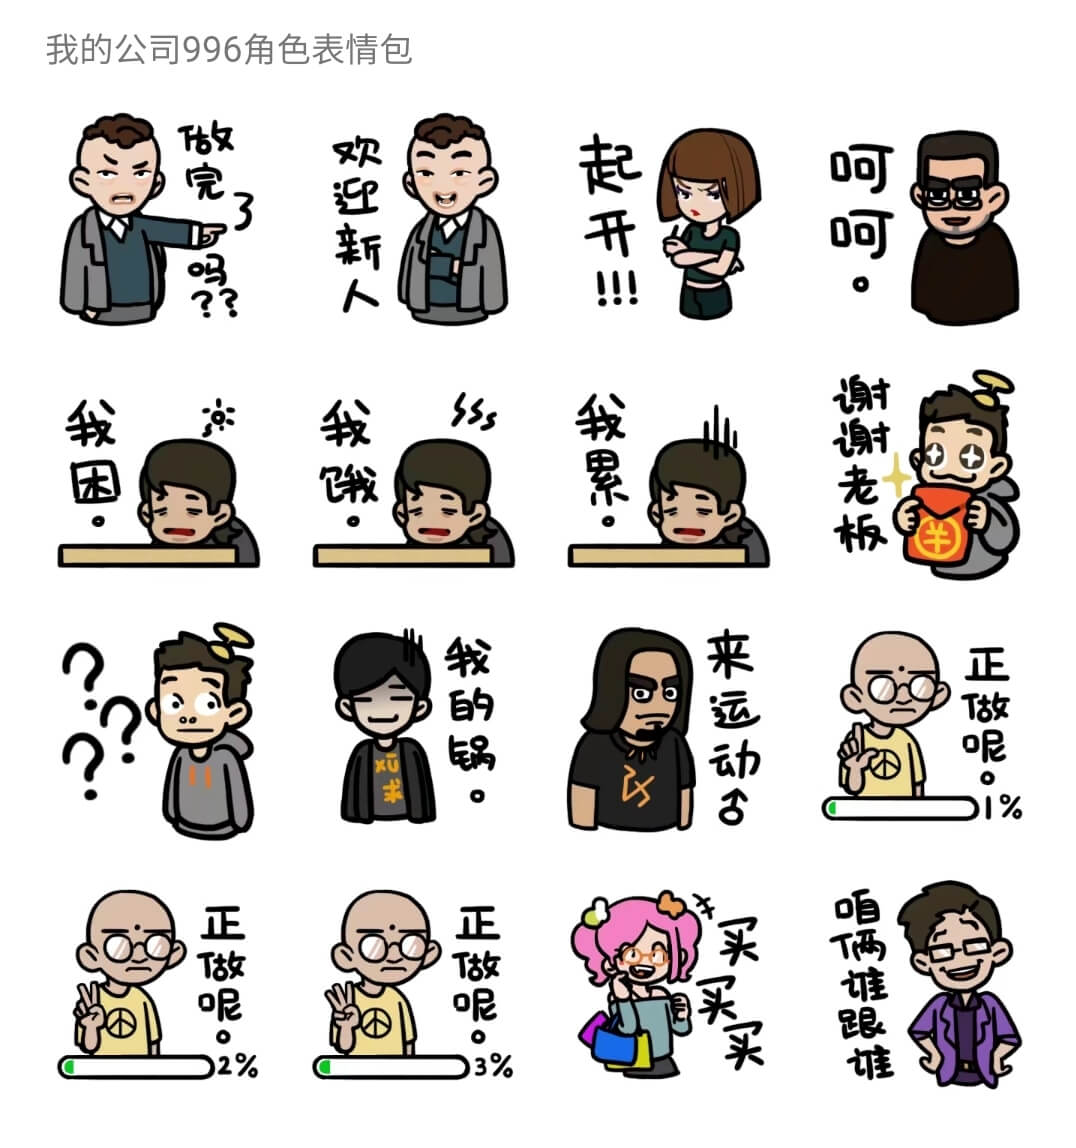 我的公司996角色表情包
做完了吗??
欢迎新人
起开!!!
呵呵。
我困。
我饿。
我累。
谢谢老板
???
我的锅。
来运动♂
正做呢。
1%
正做呢。
2%
正做呢。
3%
买买买
咱俩谁跟谁